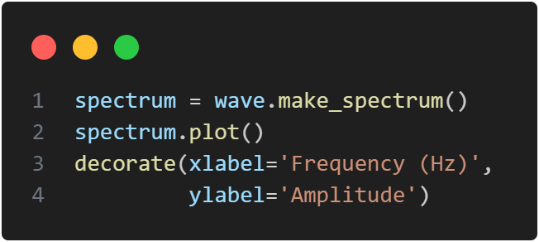 1 spectrum = wave.make_spectrum()
2 spectrum.plot()
3 decorate(xlabel='Frequency (Hz)',
4          ylabel='Amplitude')